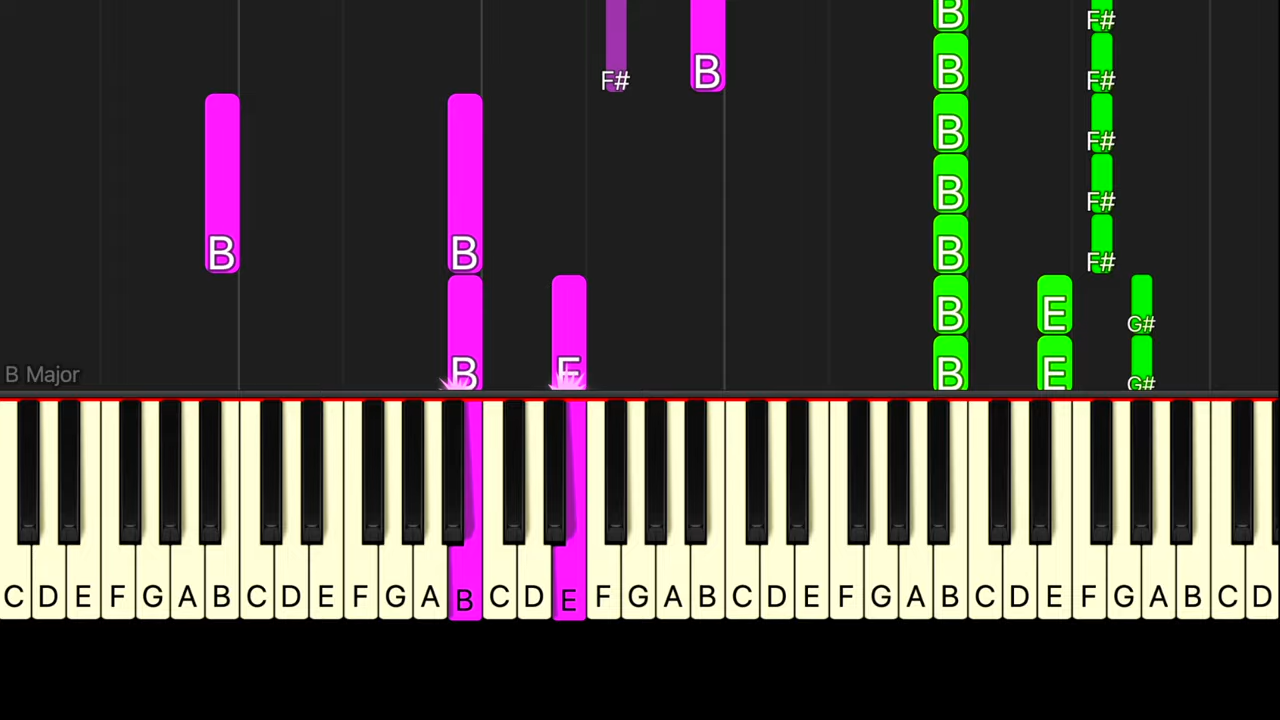 B F#
F# B B F#
B F#
B F#
B B B F#
B E G#
B Major B E B E G#
C D E F G A B C D E F G A B C D E F G A B C D E F G A B C D E F G A B C D